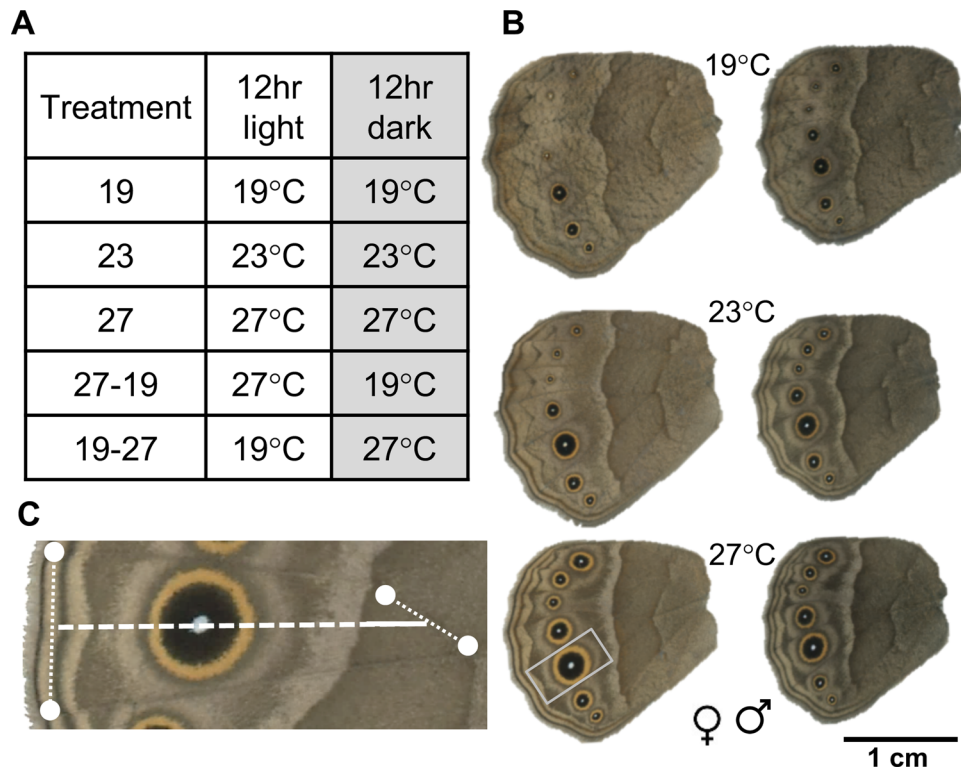 A
Treatment 12hr light 12hr dark
19 19°C 19°C
23 23°C 23°C
27 27°C 27°C
27-19 27°C 19°C
19-27 19°C 27°C
B
19°C
23°C
27°C
♀ ♂
1 cm
C